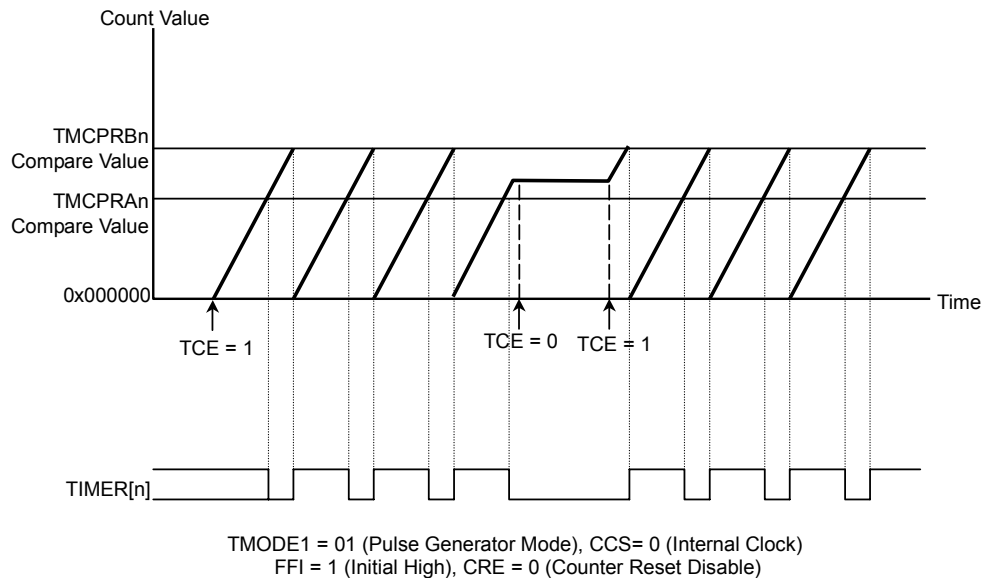 Count Value
TMCPRBn
Compare Value
TMCPRAn
Compare Value
0x000000
Time
TCE = 1
TCE = 0
TCE = 1
TIMER[n]
TMODE1 = 01 (Pulse Generator Mode), CCS= 0 (Internal Clock)
FFI = 1 (Initial High), CRE = 0 (Counter Reset Disable)